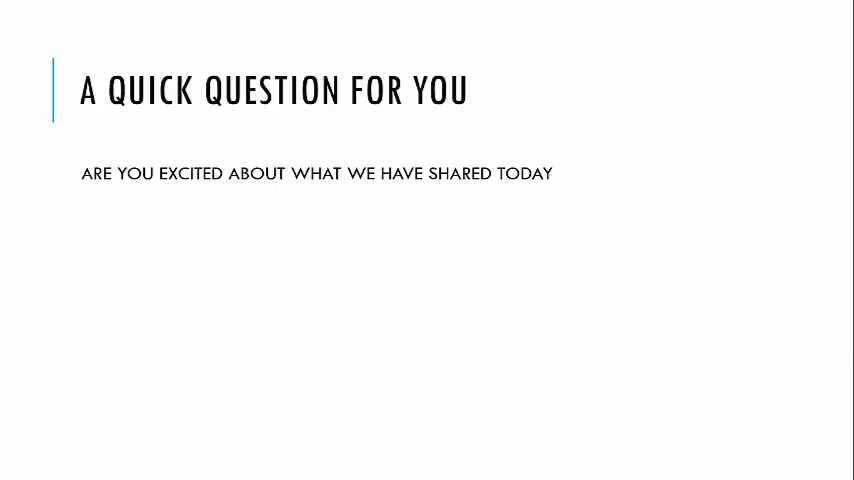 A QUICK QUESTION FOR YOU
ARE YOU EXCITED ABOUT WHAT WE HAVE SHARED TODAY